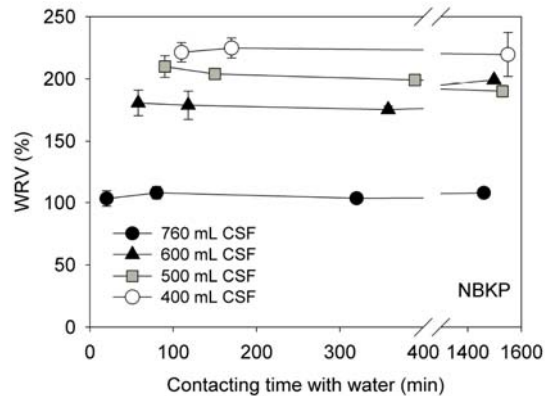 250
200
150
100
50
0
WRV (%)
760 mL CSF
600 mL CSF
500 mL CSF
400 mL CSF
NBKP
0 100 200 300 400 1400 1600
Contacting time with water (min)